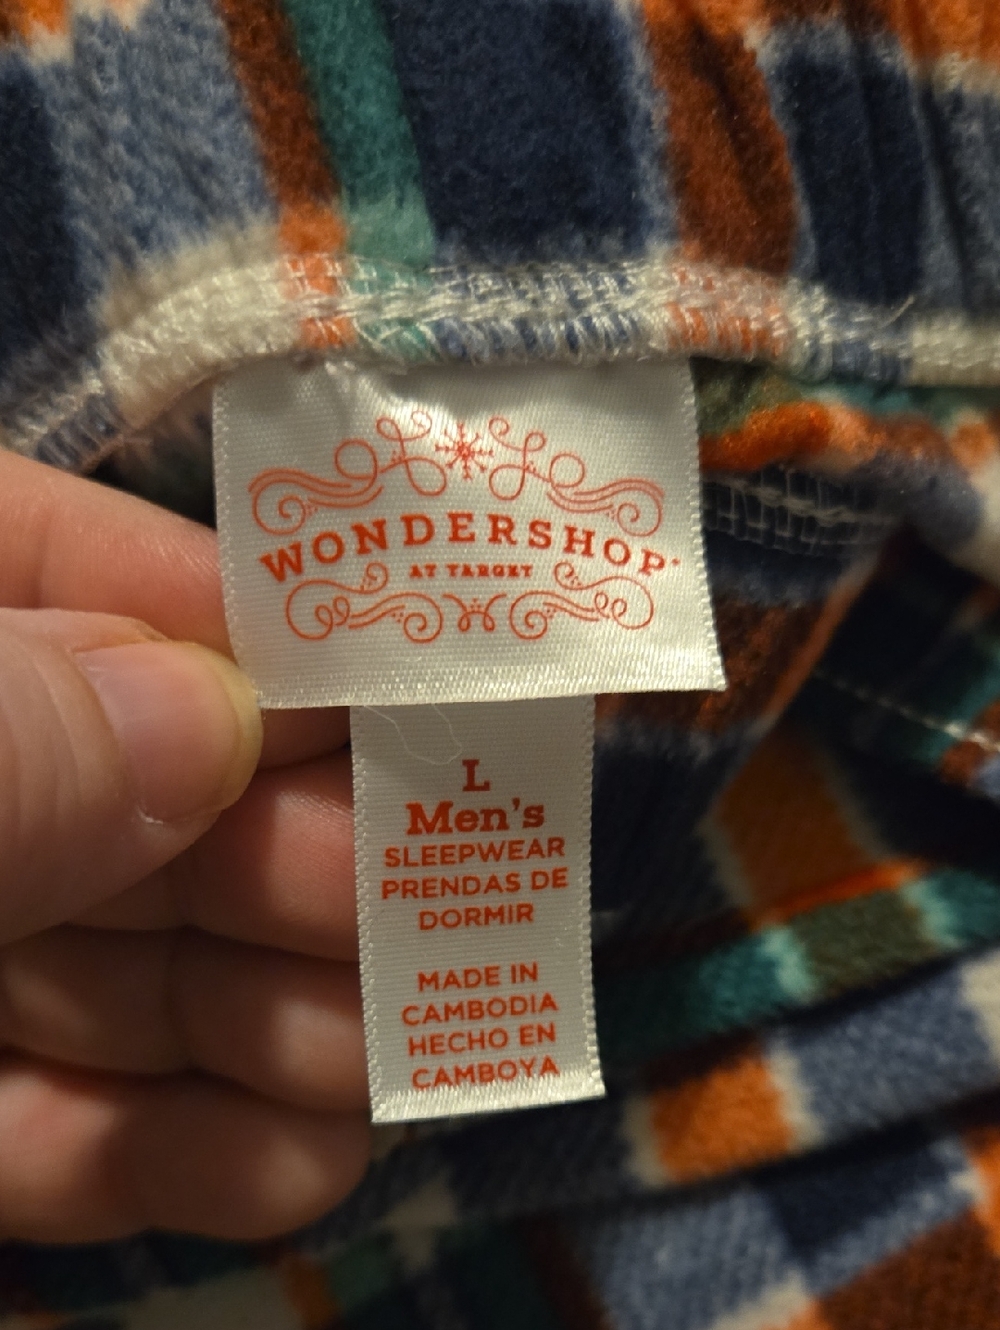 WONDERSHOP
AT TARGET
L
Men's
SLEEPWEAR
PRENDAS DE
DORMIR
MADE IN
CAMBODIA
HECHO EN
CAMBOYA